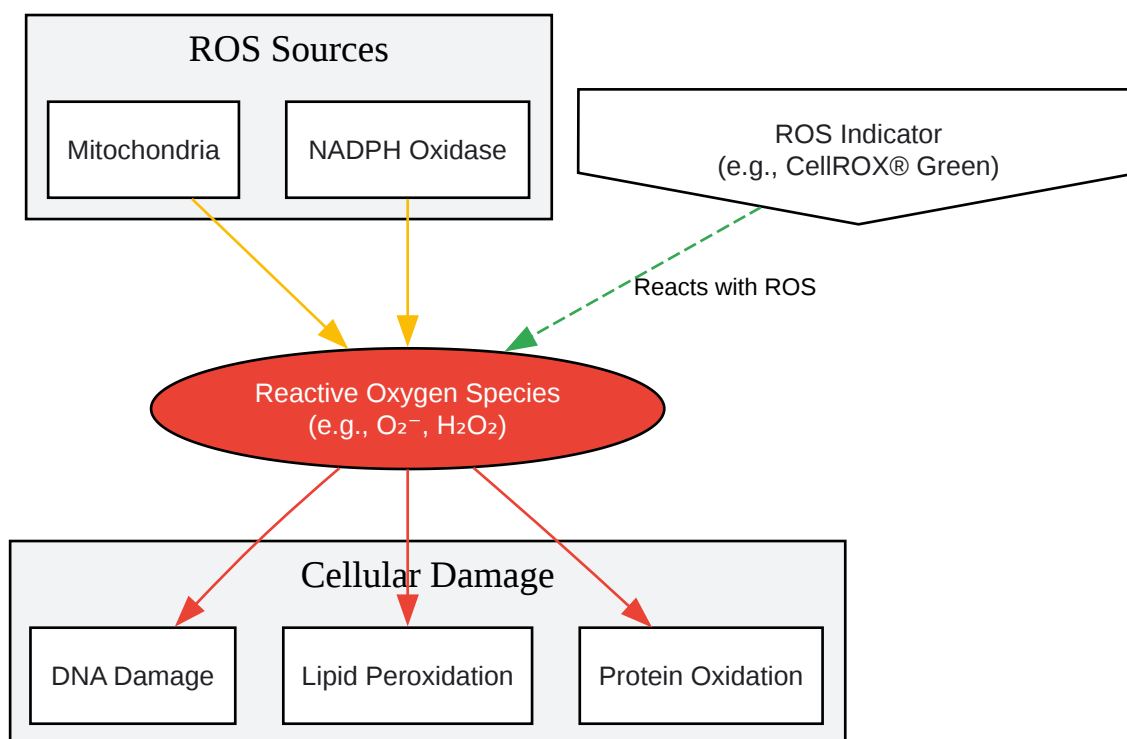 ROS Sources
Mitochondria
NADPH Oxidase
ROS Indicator
(e.g., CellROX® Green)
Reacts with ROS
Reactive Oxygen Species
(e.g., O₂⁻, H₂O₂)
Cellular Damage
DNA Damage
Lipid Peroxidation
Protein Oxidation